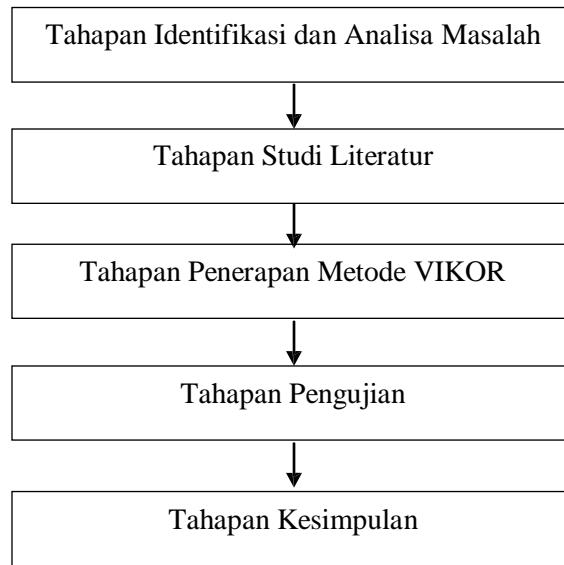 Tahapan Identifikasi dan Analisa Masalah
Tahapan Studi Literatur
Tahapan Penerapan Metode VIKOR
Tahapan Pengujian
Tahapan Kesimpulan